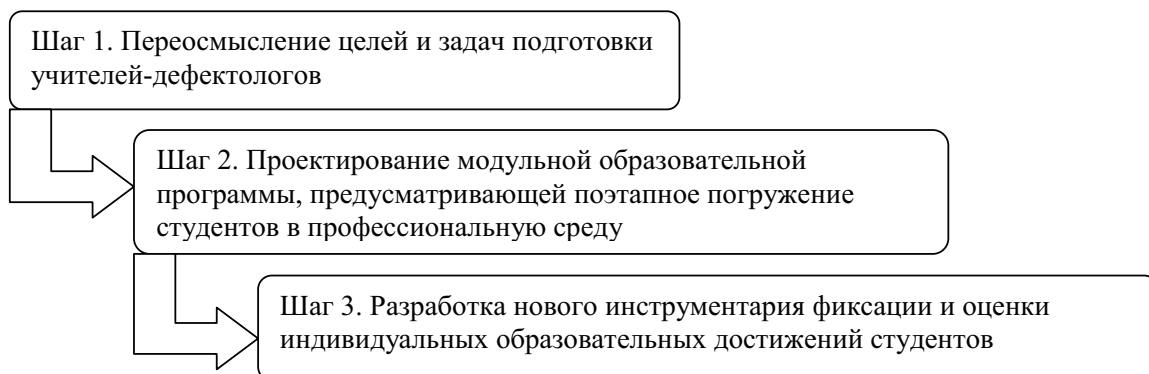 Шаг 1. Переосмысление целей и задач подготовки
учителей-дефектологов
Шаг 2. Проектирование модульной образовательной
программы, предусматривающей поэтапное погружение
студентов в профессиональную среду
Шаг 3. Разработка нового инструментария фиксации и оценки
индивидуальных образовательных достижений студентов